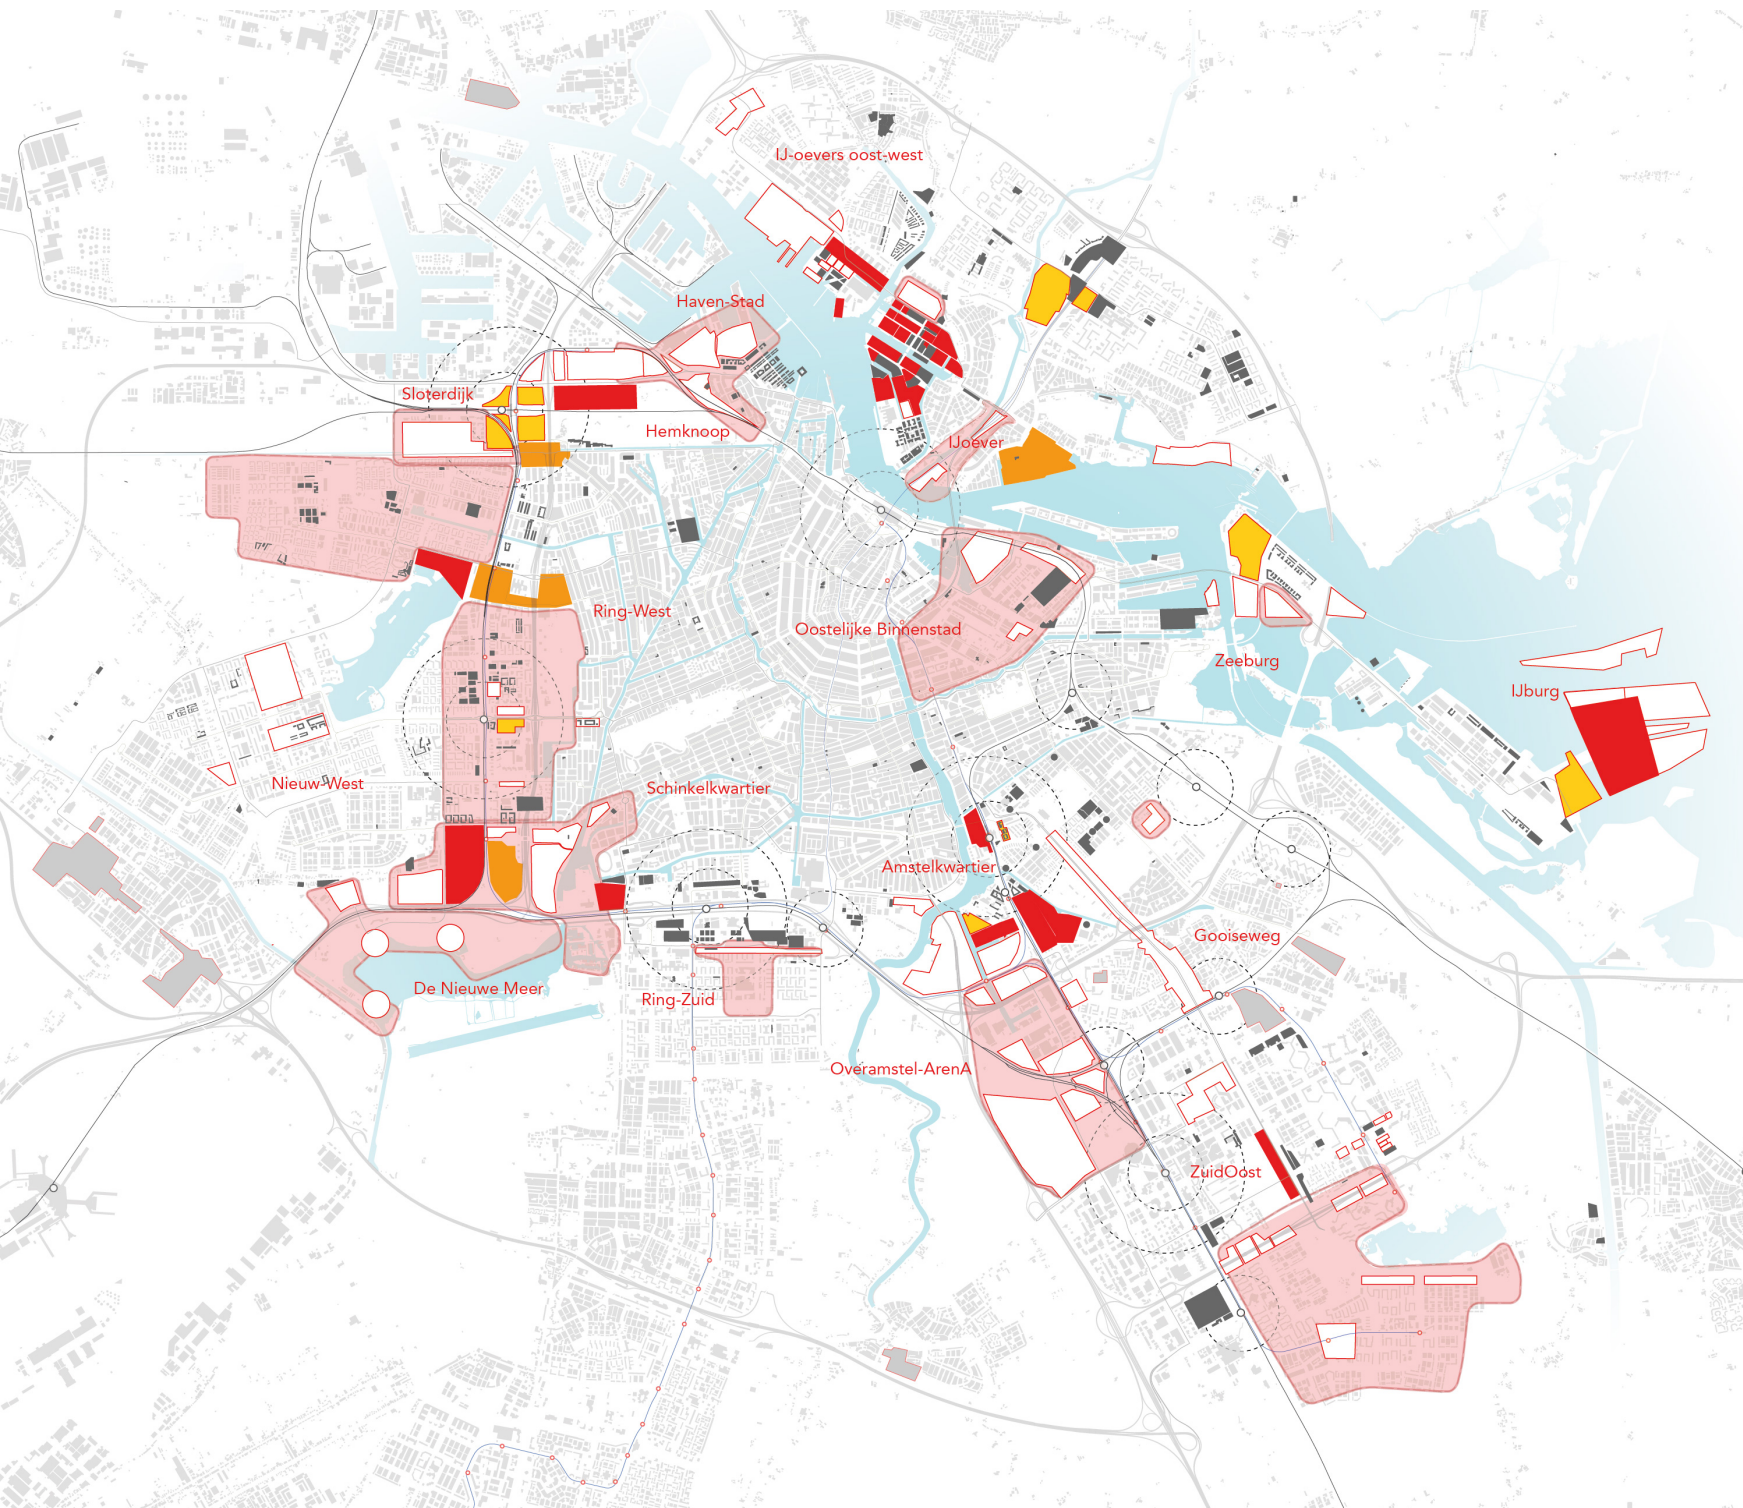 IJ-oevers oost-west
Haven-Stad
Sloterdijk
Hemknoop
IJoever
Ring-West
Oostelijke Binnenstad
Zeeburg
IJburg
Nieuw-West
Schinkelkwartier
Amstelkwartier
Gooiseweg
De Nieuwe Meer
Ring-Zuid
Overamstel-ArenA
ZuidOost